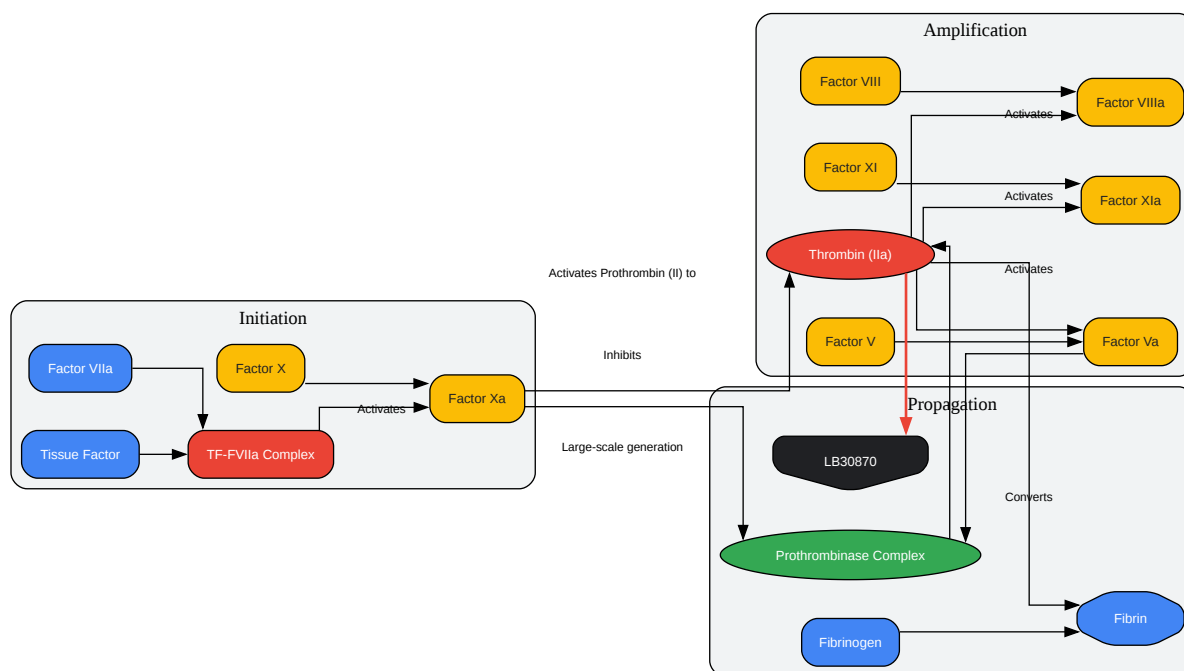 Amplification
Factor VIII
Factor VIIIa
Activates
Factor XI
Activates
Factor XIa
Thrombin (IIa)
Activates Prothrombin (II) to
Activates
Initiation
Factor V
Factor Va
Inhibits
Factor VIIa
Factor X
Factor Xa
Activates
Propagation
Tissue Factor
TF-FVIIa Complex
Large-scale generation
LB30870
Converts
Prothrombinase Complex
Fibrin
Fibrinogen